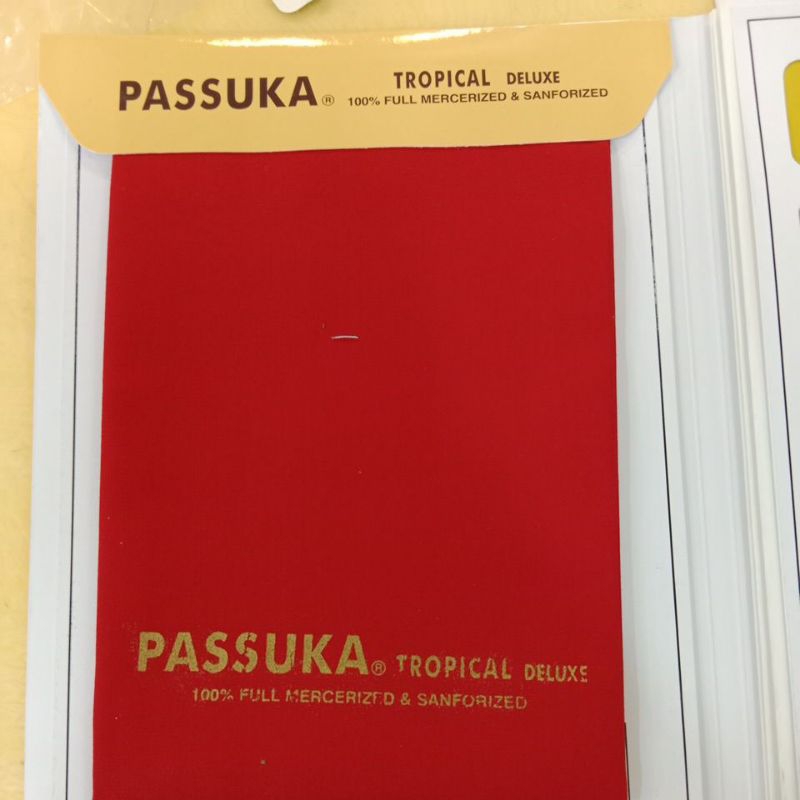 PASSUKA® TROPICAL DELUXE
100% FULL MERCERIZED & SANFORIZED
PASSUKA® TROPICAL DELUXE
100% FULL MERCERIZED & SANFORIZED